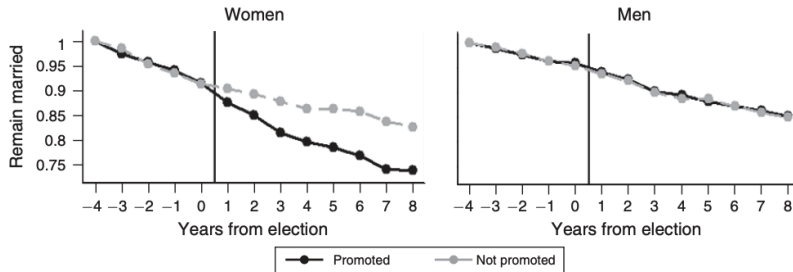 Women
Men
Remain married
1
0.95
0.9
0.85
0.8
0.75
−4 −3 −2 −1 0 1 2 3 4 5 6 7 8
−4 −3 −2 −1 0 1 2 3 4 5 6 7 8
Years from election
Years from election
Promoted
Not promoted